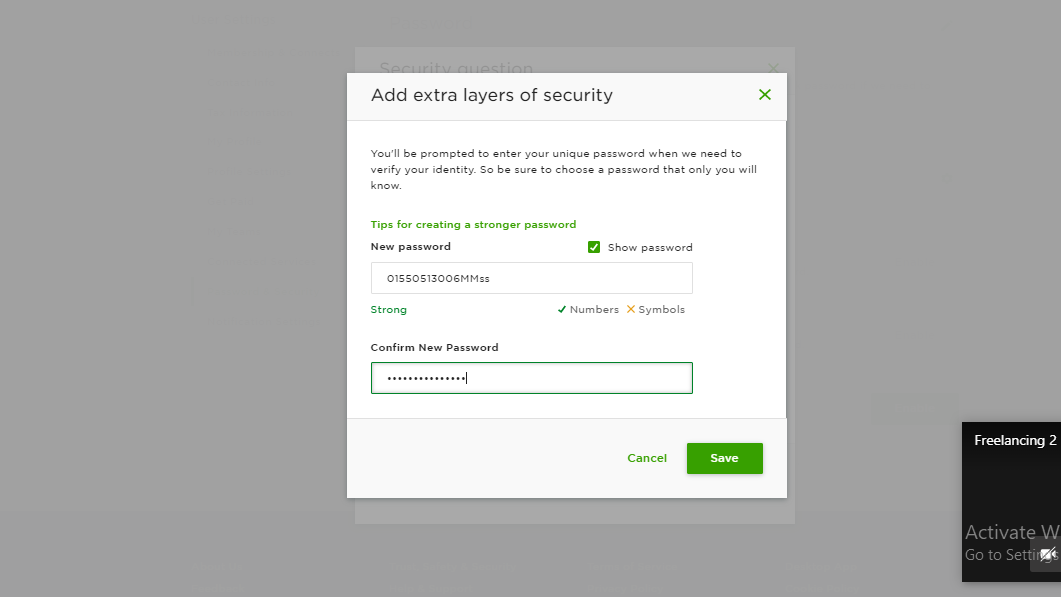 Security question
Add extra layers of security
You'll be prompted to enter your unique password when we need to
verify your identity. So be sure to choose a password that only you will
know.
Tips for creating a stronger password
New password
Show password
01550513006MMss
Strong
Numbers
Symbols
Confirm New Password
Cancel
Save
Freelancing 2
Activate W
Go to Settings